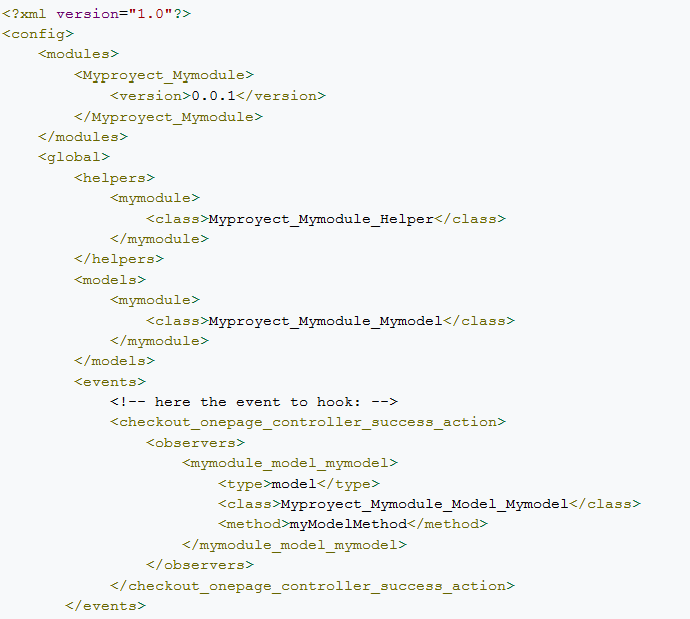 <?xml version="1.0"?>
<config>
    <modules>
        <Myproyect_Mymodule>
            <version>0.0.1</version>
        </Myproyect_Mymodule>
    </modules>
    <global>
        <helpers>
            <mymodule>
                <class>Myproyect_Mymodule_Helper</class>
            </mymodule>
        </helpers>
        <models>
            <mymodule>
                <class>Myproyect_Mymodule_Mymodel</class>
            </mymodule>
        </models>
        <events>
            <!-- here the event to hook: -->
            <checkout_onepage_controller_success_action>
                <observers>
                    <mymodule_model_mymodel>
                        <type>model</type>
                        <class>Myproyect_Mymodule_Model_Mymodel</class>
                        <method>myModelMethod</method>
                    </mymodule_model_mymodel>
                </observers>
            </checkout_onepage_controller_success_action>
       </events>